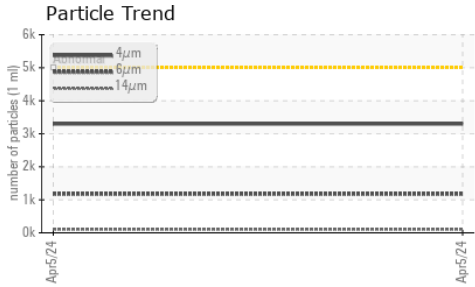 Particle Trend
number of particles (1 ml)
6k
5k
4k
3k
2k
1k
0k
Abnormal
4μm
6μm
14μm
Apr5/24
Apr5/24